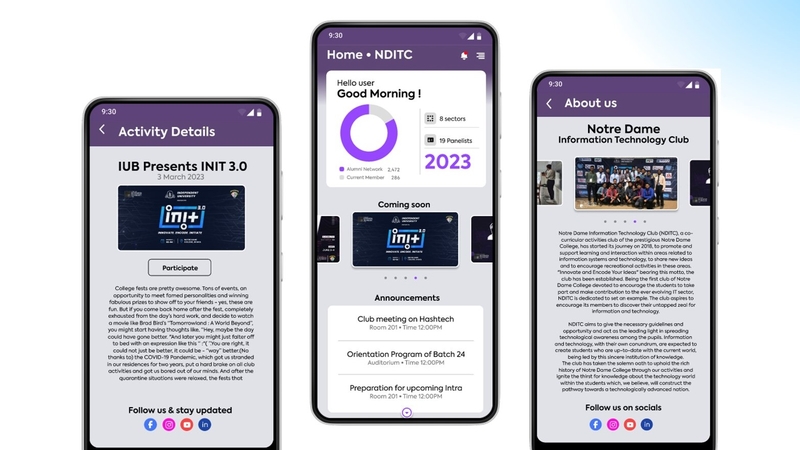 9:30
Activity Details
IUB Presents INIT 3.0
3 March 2023
INDEPENDENT UNIVERSITY
ini+ 3.0
INNOVATE ENVISION INITIATE
Participate
College fests are pretty awesome. Tons of events, an
opportunity to meet famed personalities and winning
fabulous prizes to show off to your friends - yes, these are
fun. But if you come back home after the fest, completely
exhausted from the day's hard work, and decide to watch
a movie like Brad Bird's "Tomorrowland : A World Beyond",
you might start having thoughts like, "Hey, maybe the day
could have gone better. "And later you might just falter off
to bed with an expression like this " :"( "You are right, it
could not just be better, it could be - "way" better.(No
thanks to) the COVID-19 Pandemic, which got us stranded
in our residences for two years, put a hard brake on all club
activities and got us bored out of our minds. And after the
quarantine situations were relaxed, the fests that
Follow us & stay updated
9:30
Home • NDITC
Hello user
Good Morning !
8 sectors
19 Panelists
2023
Alumni Network 2,472
Current Member 286
Coming soon
ini+ 3.0
INNOVATE ENVISION INITIATE
Announcements
Club meeting on Hashtech
Room 201 • Time 12:00PM
Orientation Program of Batch 24
Auditorium • Time 12:00PM
Preparation for upcoming Intra
Room 201 • Time 12:00PM
9:30
About us
Notre Dame
Information Technology Club
Notre Dame Information Technology Club (NDITC), a co-
curricular activities club of the prestigious Notre Dame
College, has started its journey on 2018, to promote and
support learning and interaction within areas related to
information systems and technology, to share new ideas
and to encourage recreational activities in these areas.
"Innovate and Encode Your Ideas" bearing this motto, the
club has been established. Being the first club of Notre
Dame College devoted to encourage the students to take
part and make contribution to the ever evolving IT sector,
NDITC is dedicated to set an example. The club aspires to
encourage its members to discover their untapped zeal for
information and technology.
NDITC aims to give the necessary guidelines and
opportunity and act as the leading light in spreading
technological awareness among the pupils. Information
and technology, with their own conundrum, are expected to
create students who are up-to-date with the current world,
being led by this sincere institution of knowledge.
The club has taken the solemn oath to uphold the rich
history of Notre Dame College through our activities and
ignite the thirst for knowledge about the technology world
within the students which, we believe, will construct the
pathway towards a technologically advanced nation.
Follow us on socials